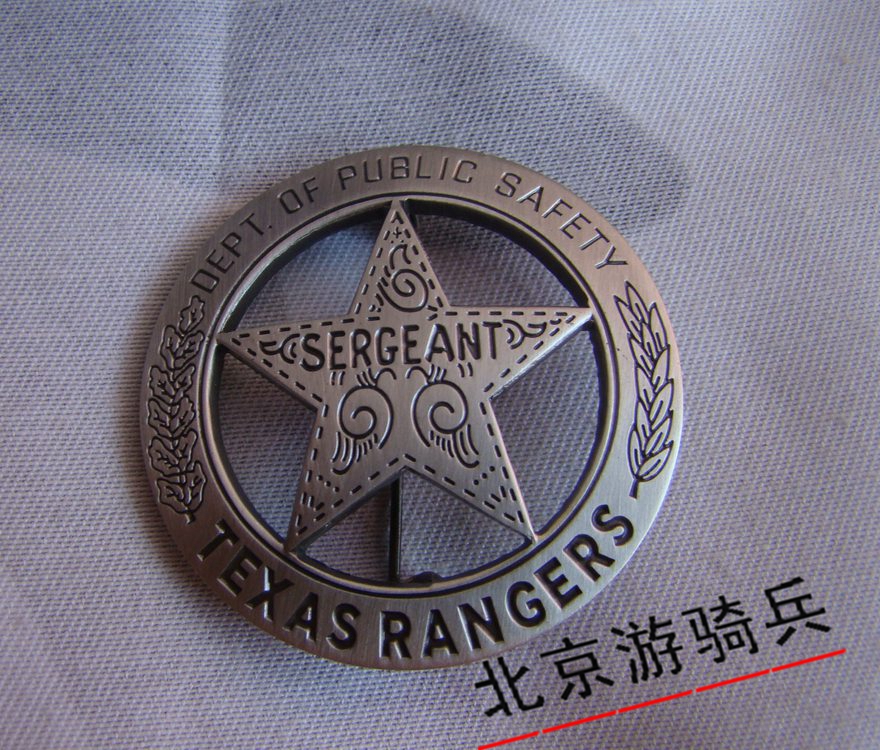 DEPT. OF PUBLIC SAFETY
SERGEANT
TEXAS RANGERS
北京游骑兵